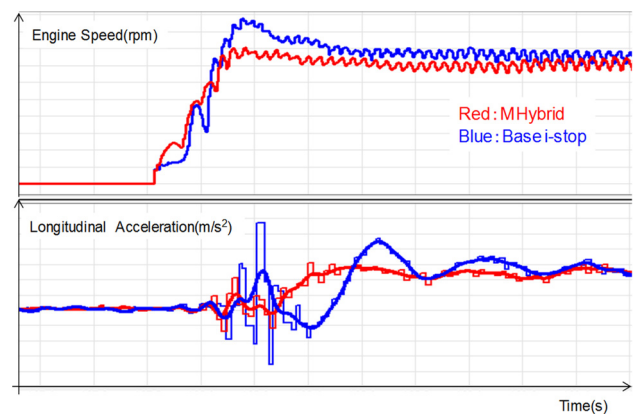 Engine Speed(rpm)
Red：MHybrid
Blue：Base i-stop
Longitudinal Acceleration(m/s²)
Time(s)